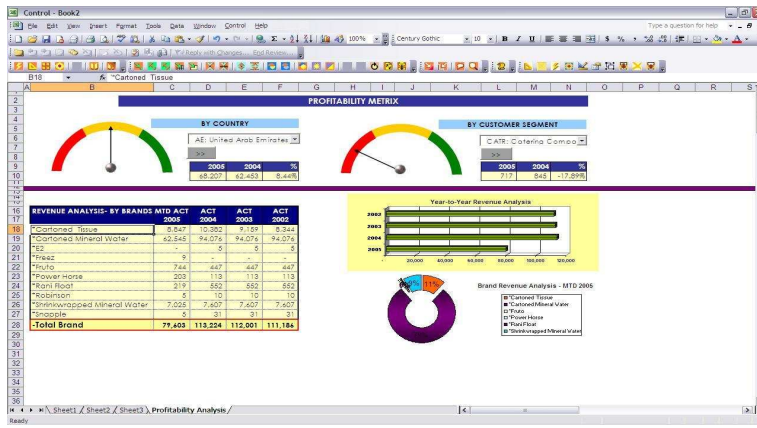 Control - Book2
File Edit View Insert Format Tools Data Window Control Help
Type a question for help
100% Century Gothic 10 B I U
Reply with Changes... End Review...
B18 fx "Cartoned Tissue
A B C D E F G H I J K L M N O P Q R S
PROFITABILITY METRIX
BY COUNTRY
BY CUSTOMER SEGMENT
AE: United Arab Emirates
CATR: Catering Compa
>>
>>
2005 2004 %
68,207 62,453 8.44%
2005 2004 %
717 845 -17.89%
REVENUE ANALYSIS- BY BRANDS MTD ACT ACT ACT ACT
2005 2004 2003 2002
"Cartoned Tissue 8,847 10,382 9,159 8,344
"Cartoned Mineral Water 62,545 94,076 94,076 94,076
"E2 - 5 5 5
"Freez 9 - - -
"Fruto 744 447 447 447
"Power Horse 203 113 113 113
"Rani Float 219 552 552 552
"Robinson 5 10 10 10
"Shrinkwrapped Mineral Water 7,025 7,607 7,607 7,607
"Snapple 5 31 31 31
-Total Brand 79,603 113,224 112,001 111,186
Year-to-Year Revenue Analysis
2002
2003
2004
2005
- 20,000 40,000 60,000 80,000 100,000 120,000
Brand Revenue Analysis - MTD 2005
11%
"Cartoned Tissue
"Cartoned Mineral Water
"Fruto
"Power Horse
"Rani Float
"Shrinkwrapped Mineral Water
Sheet1 Sheet2 Sheet3 Profitability Analysis
Ready